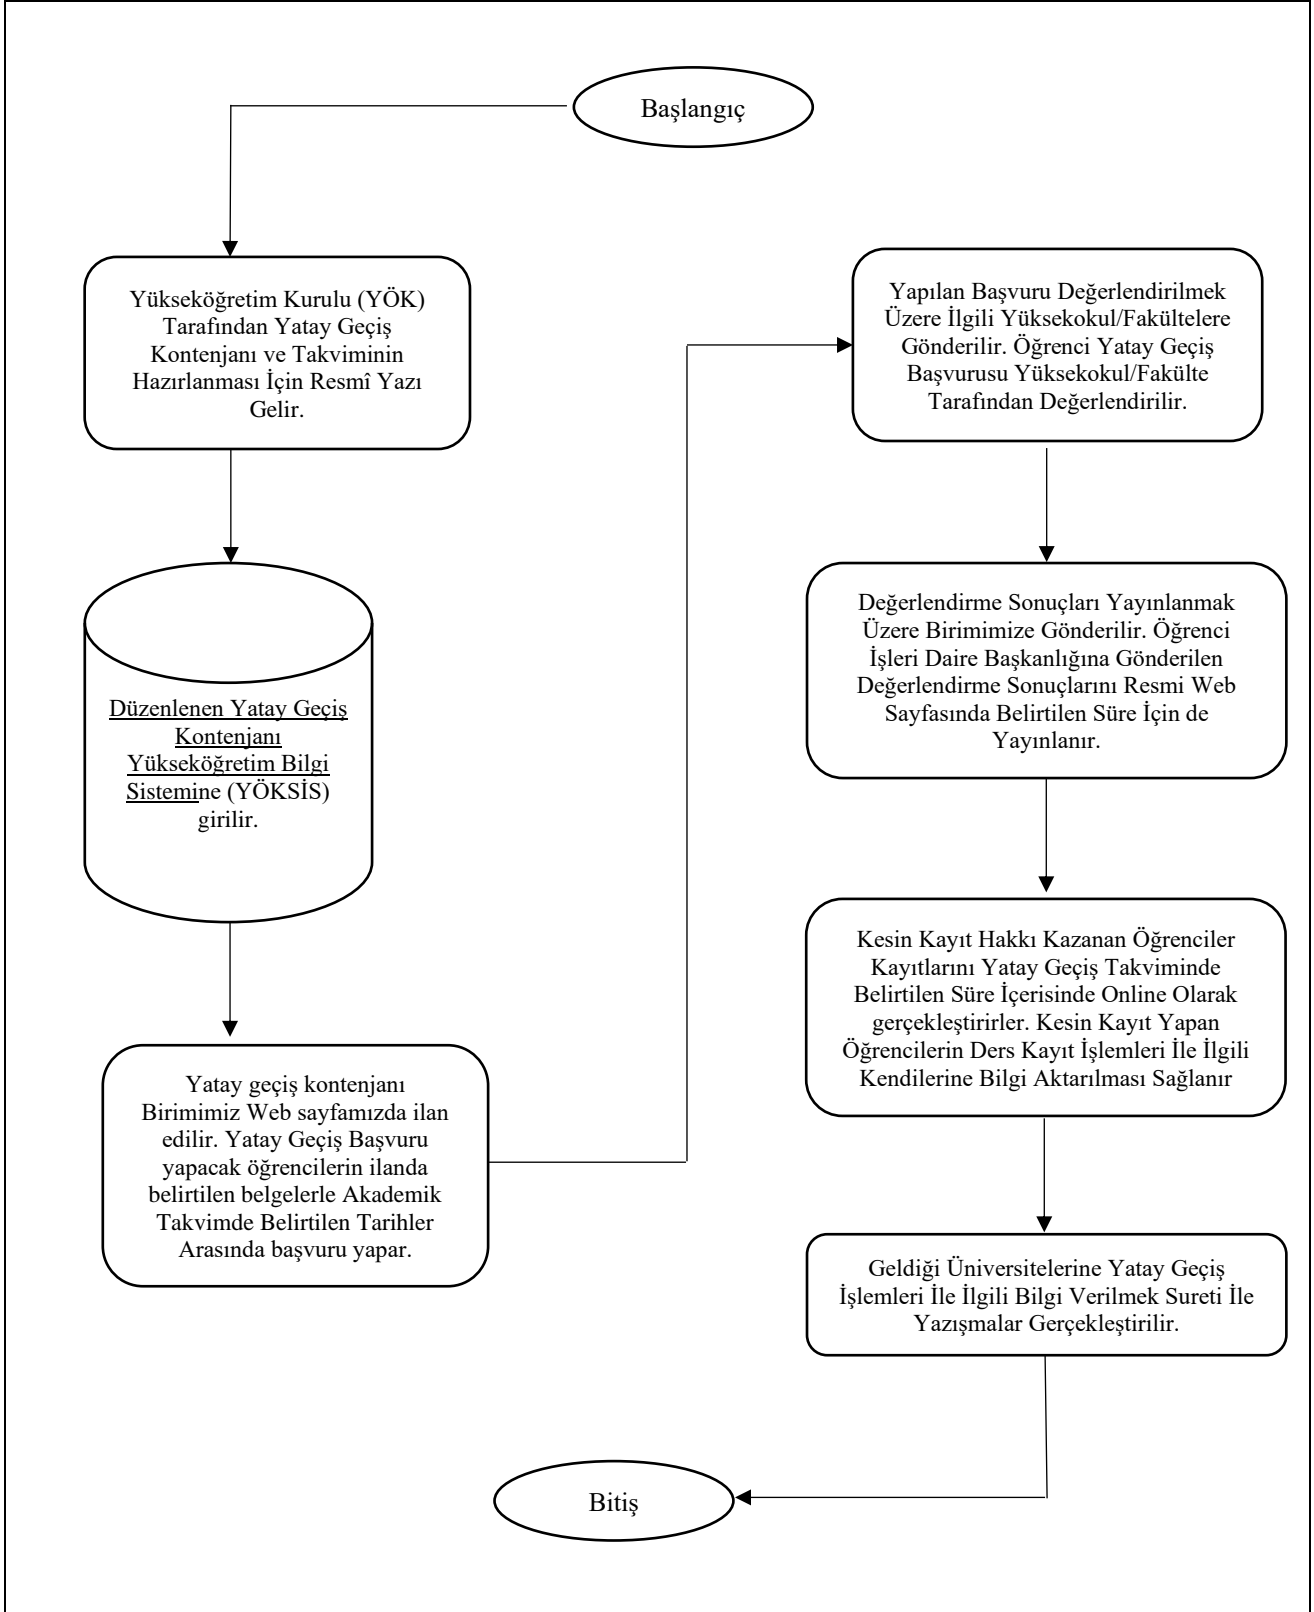 Başlangıç
Yükseköğretim Kurulu (YÖK)
Tarafından Yatay Geçiş
Kontenjanı ve Takviminin
Hazırlanması İçin Resmî Yazı
Gelir.
Düzenlenen Yatay Geçiş
Kontenjanı
Yükseköğretim Bilgi
Sistemine (YÖKSİS)
girilir.
Yatay geçiş kontenjanı
Birimimiz Web sayfamızda ilan
edilir. Yatay Geçiş Başvuru
yapacak öğrencilerin ilanda
belirtilen belgelerle Akademik
Takvimde Belirtilen Tarihler
Arasında başvuru yapar.
Yapılan Başvuru Değerlendirilmek
Üzere İlgili Yüksekokul/Fakültelere
Gönderilir. Öğrenci Yatay Geçiş
Başvurusu Yüksekokul/Fakülte
Tarafından Değerlendirilir.
Değerlendirme Sonuçları Yayınlanmak
Üzere Birimimize Gönderilir. Öğrenci
İşleri Daire Başkanlığına Gönderilen
Değerlendirme Sonuçlarını Resmi Web
Sayfasında Belirtilen Süre İçin de
Yayınlanır.
Kesin Kayıt Hakkı Kazanan Öğrenciler
Kayıtlarını Yatay Geçiş Takviminde
Belirtilen Süre İçerisinde Online Olarak
gerçekleştirirler. Kesin Kayıt Yapan
Öğrencilerin Ders Kayıt İşlemleri İle İlgili
Kendilerine Bilgi Aktarılması Sağlanır
Geldiği Üniversitelerine Yatay Geçiş
İşlemleri İle İlgili Bilgi Verilmek Sureti İle
Yazışmalar Gerçekleştirilir.
Bitiş